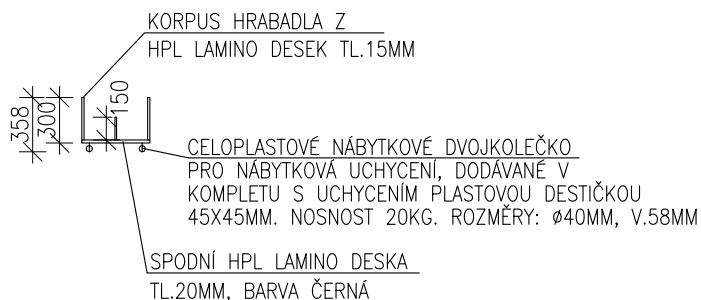 KORPUS HRABADLA Z
HPL LAMINO DESEK TL.15MM
358
300
150
CELOPLASTOVÉ NÁBYTKOVÉ DVOJKOLEČKO
PRO NÁBYTKOVÁ UCHYCENÍ, DODÁVANÉ V
KOMPLETU S UCHYCENÍM PLASTOVOU DESTIČKOU
45X45MM. NOSNOST 20KG. ROZMĚRY: Ø40MM, V.58MM
SPODNÍ HPL LAMINO DESKA
TL.20MM, BARVA ČERNÁ